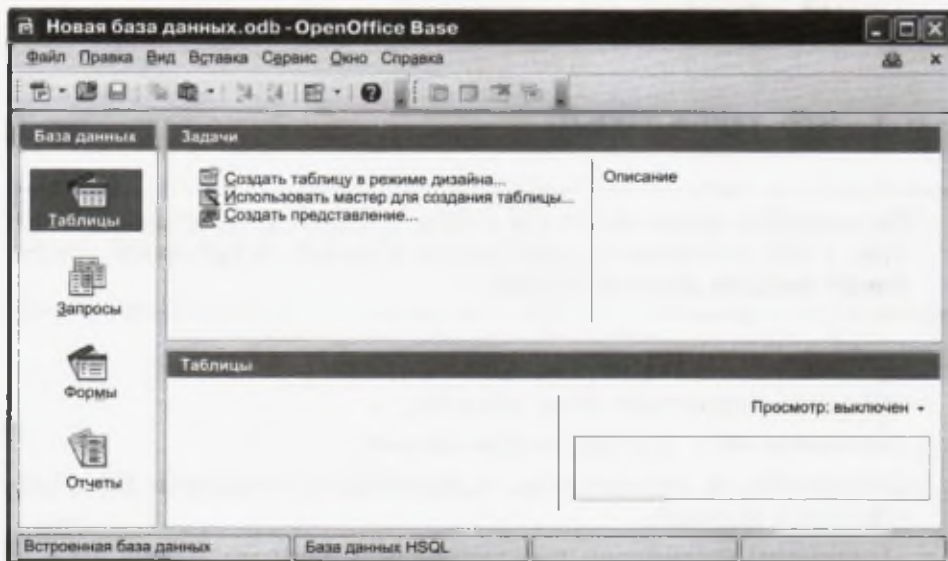 Новая база данных.odb - OpenOffice Base
Файл Правка Вид Вставка Сервис Окно Справка
База данных
Таблицы
Запросы
Формы
Отчеты
Задачи
Создать таблицу в режиме дизайна...
Использовать мастер для создания таблицы...
Создать представление...
Описание
Таблицы
Просмотр: выключен
Встроенная база данных
База данных HSQL